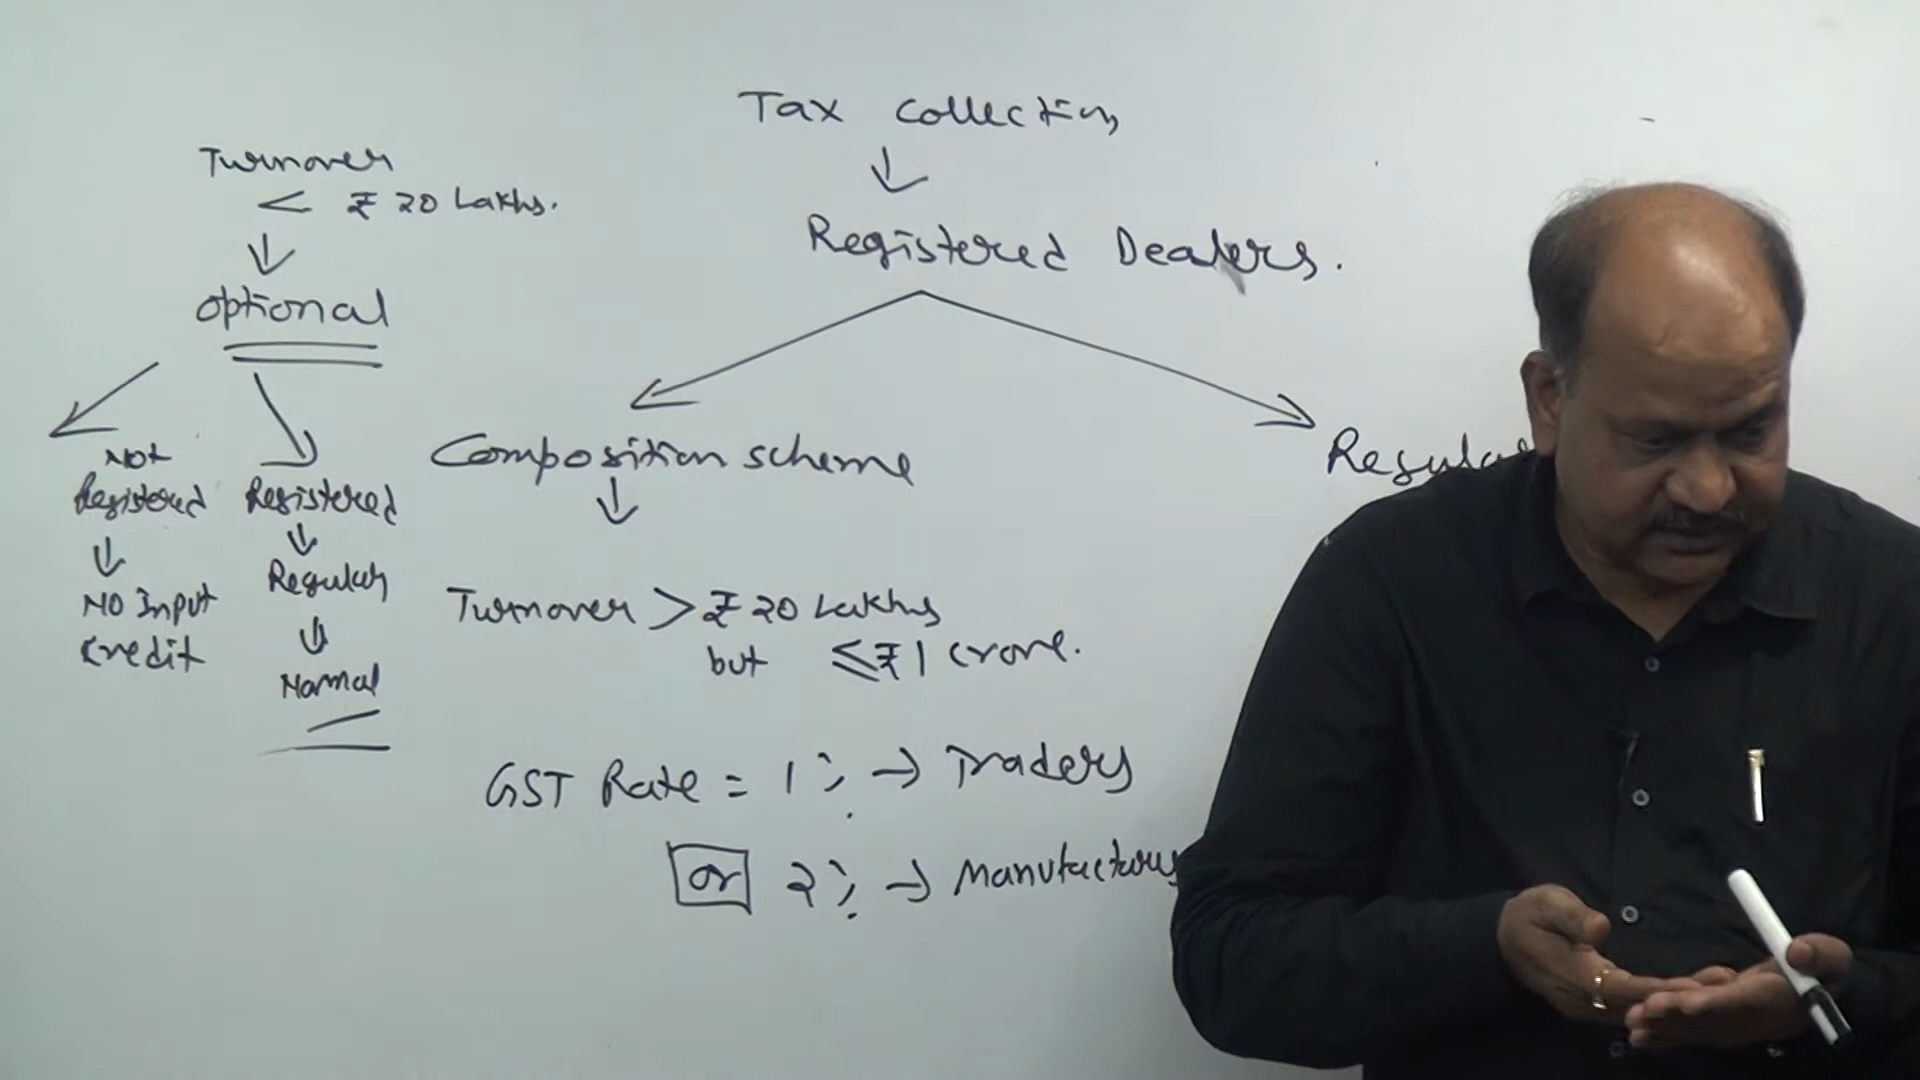 Tax Collection
Registered Dealers.
Turnover
< ₹ 20 Lakhs.
optional
Not
Registered
No Input
Credit
Registered
Regular
Normal
Composition scheme
Turnover > ₹ 20 Lakhs
but ≤ ₹ 1 crore.
GST Rate = 1% → Traders
or 2% → Manufacturers